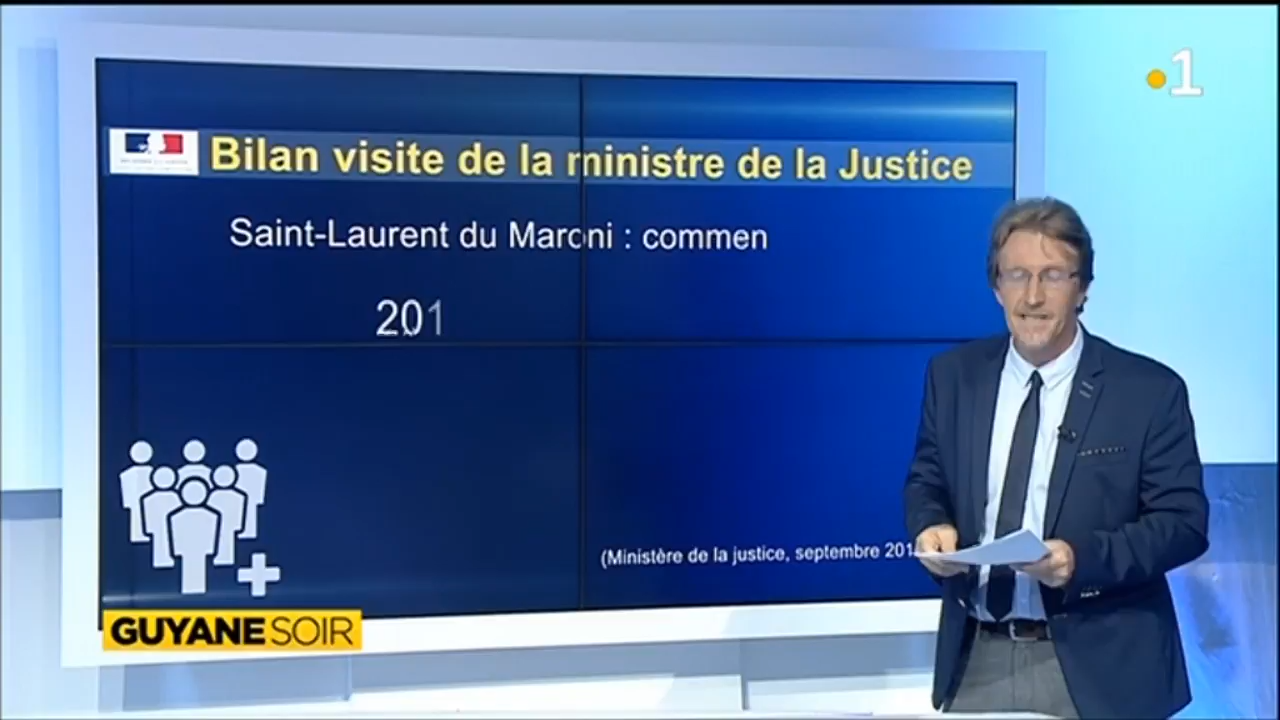 1
Bilan visite de la ministre de la Justice
Saint-Laurent du Maroni : commen
201
(Ministère de la justice, septembre 201
GUYANE SOIR